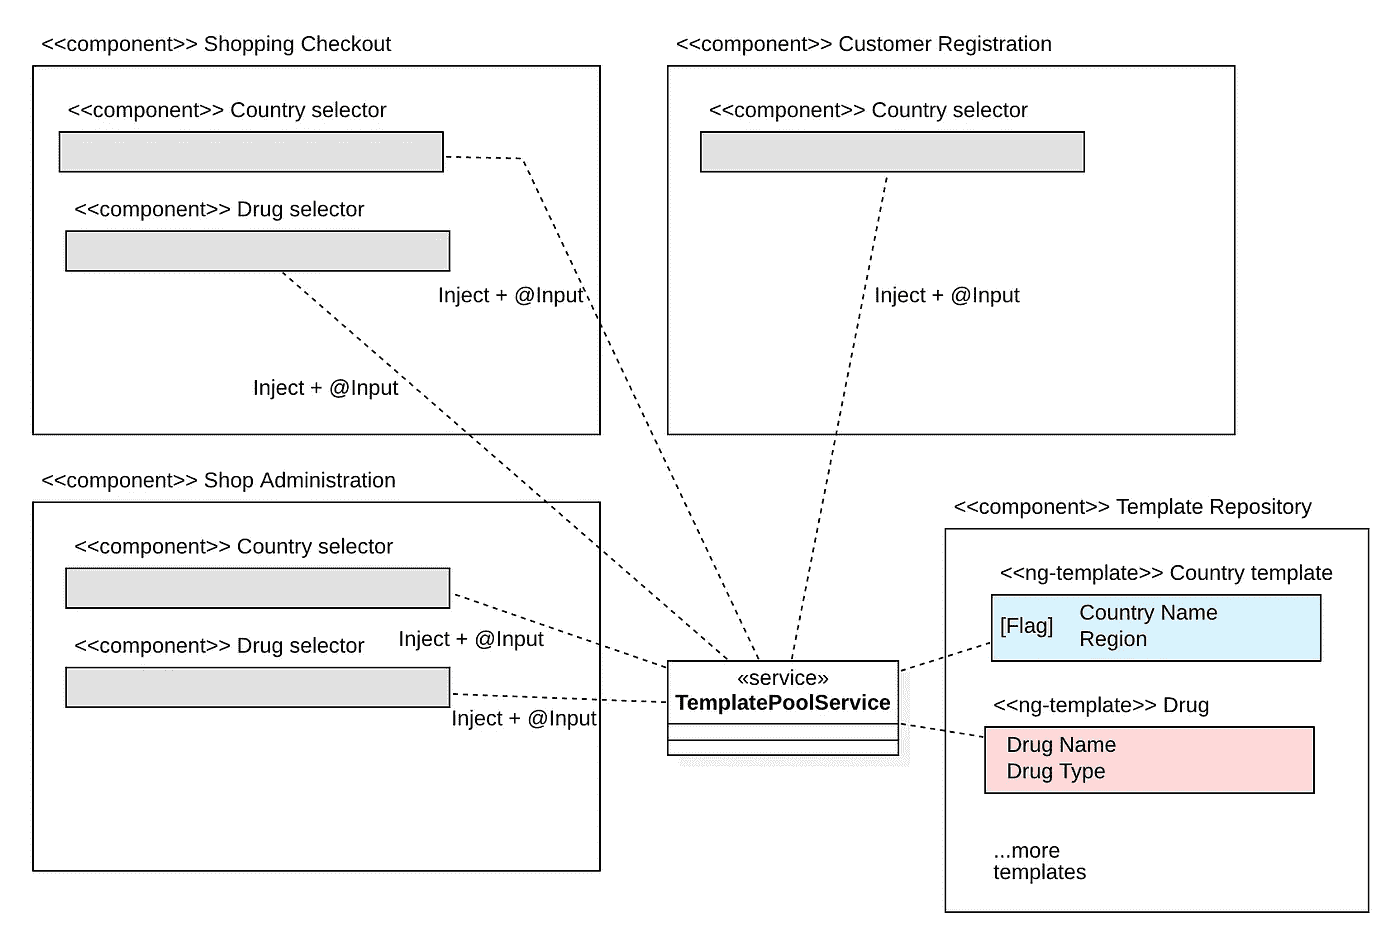 <<component>> Shopping Checkout
<<component>> Country selector
<<component>> Drug selector
Inject + @Input
Inject + @Input
<<component>> Customer Registration
<<component>> Country selector
Inject + @Input
<<component>> Shop Administration
<<component>> Country selector
<<component>> Drug selector
Inject + @Input
Inject + @Input
«service»
TemplatePoolService
<<component>> Template Repository
<<ng-template>> Country template
[Flag]
Country Name
Region
<<ng-template>> Drug
Drug Name
Drug Type
...more
templates